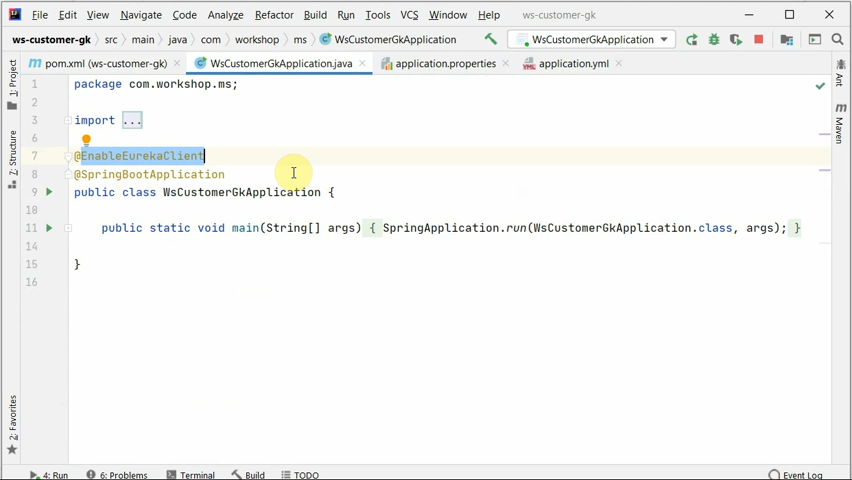 File Edit View Navigate Code Analyze Refactor Build Run Tools VCS Window Help ws-customer-gk
ws-customer-gk src main java com workshop ms WsCustomerGkApplication WsCustomerGkApplication
pom.xml (ws-customer-gk) WsCustomerGkApplication.java application.properties application.yml
1 package com.workshop.ms;
2
3 import ...
6
7 @EnableEurekaClient
8 @SpringBootApplication
9 public class WsCustomerGkApplication {
10
11 public static void main(String[] args) { SpringApplication.run(WsCustomerGkApplication.class, args); }
14
15 }
16
1: Project
7: Structure
2: Favorites
Ant
Maven
4: Run 6: Problems Terminal Build TODO Event Log